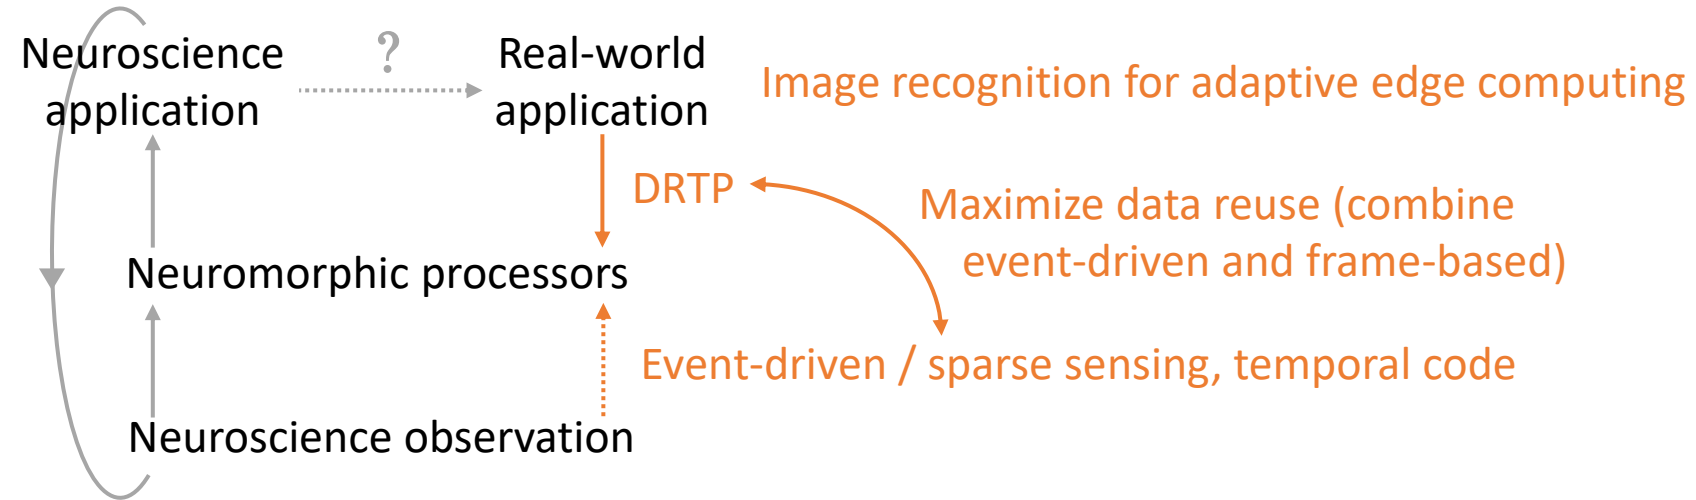 Neuroscience
application
?
Real-world
application
Image recognition for adaptive edge computing
DRTP
Maximize data reuse (combine
event-driven and frame-based)
Neuromorphic processors
Event-driven / sparse sensing, temporal code
Neuroscience observation